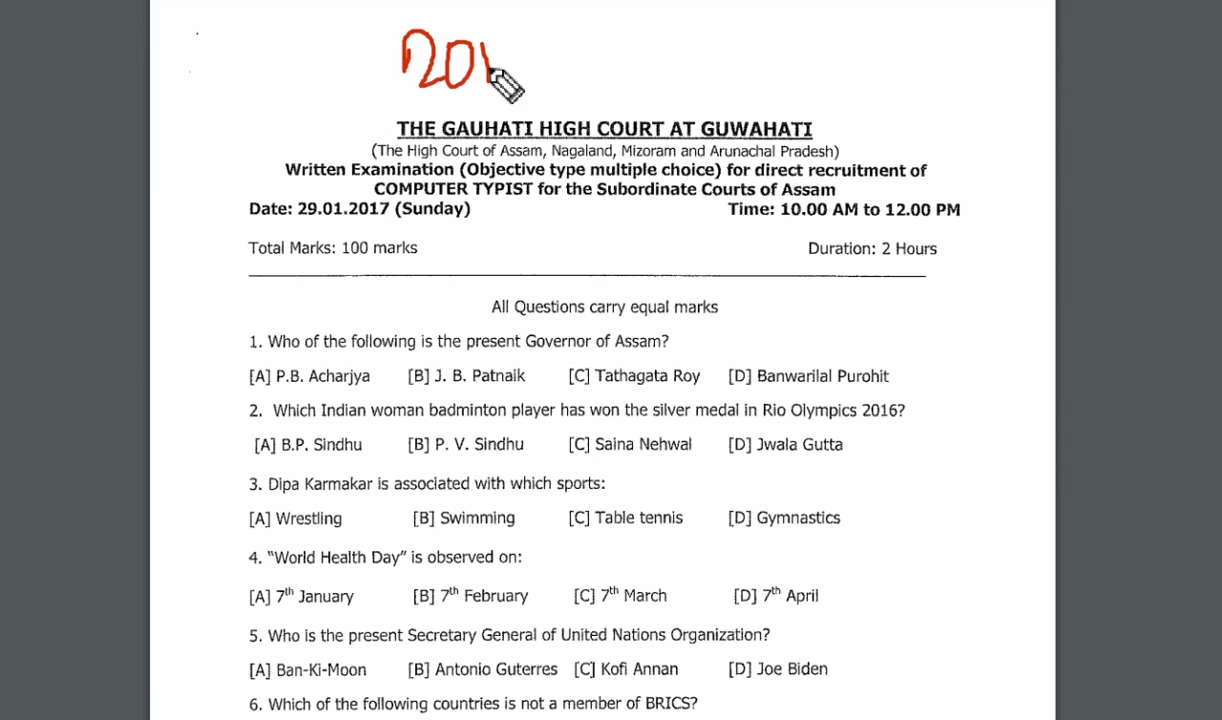 201
THE GAUHATI HIGH COURT AT GUWAHATI
(The High Court of Assam, Nagaland, Mizoram and Arunachal Pradesh)
Written Examination (Objective type multiple choice) for direct recruitment of
COMPUTER TYPIST for the Subordinate Courts of Assam
Date: 29.01.2017 (Sunday) Time: 10.00 AM to 12.00 PM
Total Marks: 100 marks Duration: 2 Hours
All Questions carry equal marks
1. Who of the following is the present Governor of Assam?
[A] P.B. Acharjya [B] J. B. Patnaik [C] Tathagata Roy [D] Banwarilal Purohit
2. Which Indian woman badminton player has won the silver medal in Rio Olympics 2016?
[A] B.P. Sindhu [B] P. V. Sindhu [C] Saina Nehwal [D] Jwala Gutta
3. Dipa Karmakar is associated with which sports:
[A] Wrestling [B] Swimming [C] Table tennis [D] Gymnastics
4. "World Health Day" is observed on:
[A] 7th January [B] 7th February [C] 7th March [D] 7th April
5. Who is the present Secretary General of United Nations Organization?
[A] Ban-Ki-Moon [B] Antonio Guterres [C] Kofi Annan [D] Joe Biden
6. Which of the following countries is not a member of BRICS?